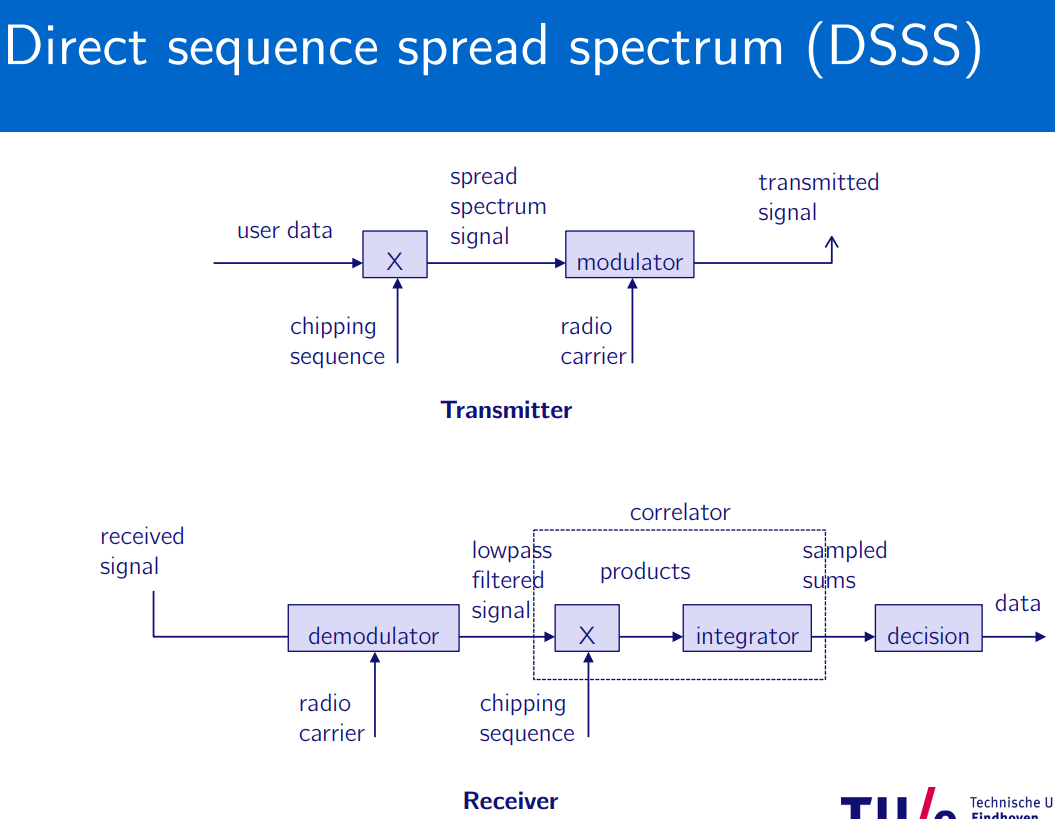 Direct sequence spread spectrum (DSSS)
user data
X
chipping
sequence
spread
spectrum
signal
modulator
radio
carrier
transmitted
signal
Transmitter
received
signal
demodulator
radio
carrier
lowpass
filtered
signal
correlator
products
X
chipping
sequence
integrator
sampled
sums
decision
data
Receiver
TU/e
Technische U
Eindhoven